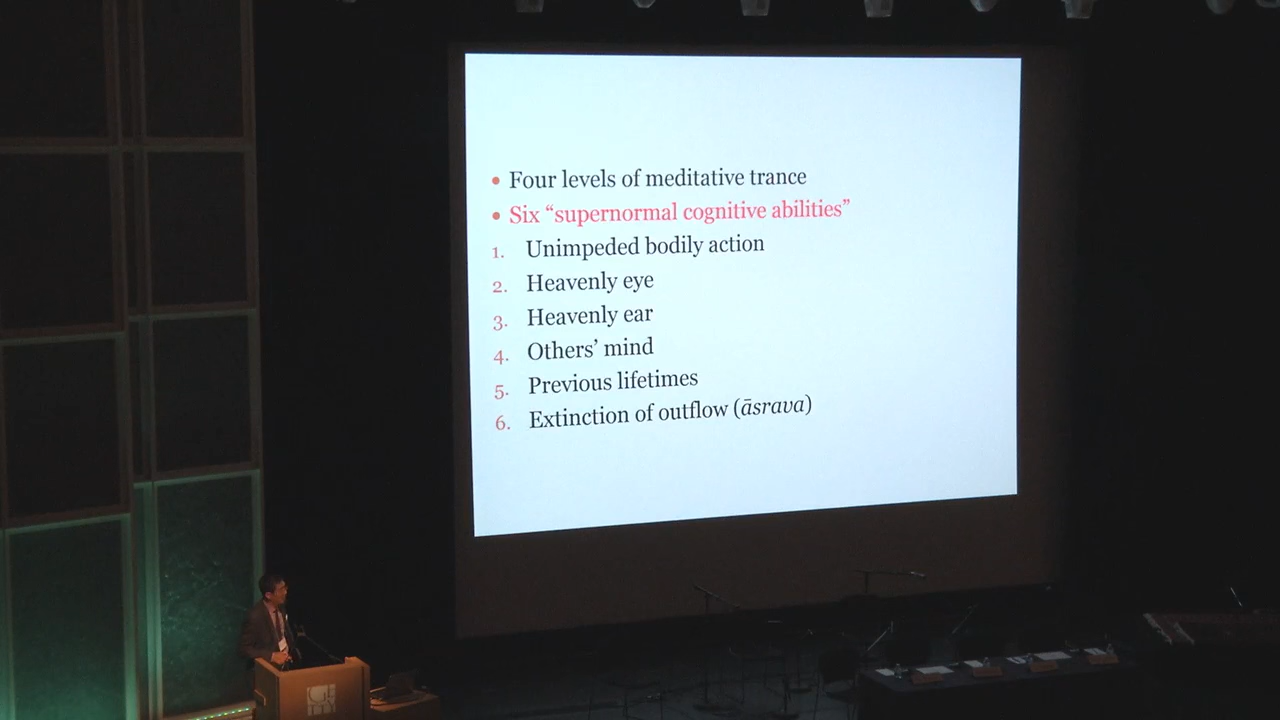 • Four levels of meditative trance
• Six “supernormal cognitive abilities”
1. Unimpeded bodily action
2. Heavenly eye
3. Heavenly ear
4. Others’ mind
5. Previous lifetimes
6. Extinction of outflow (āsrava)